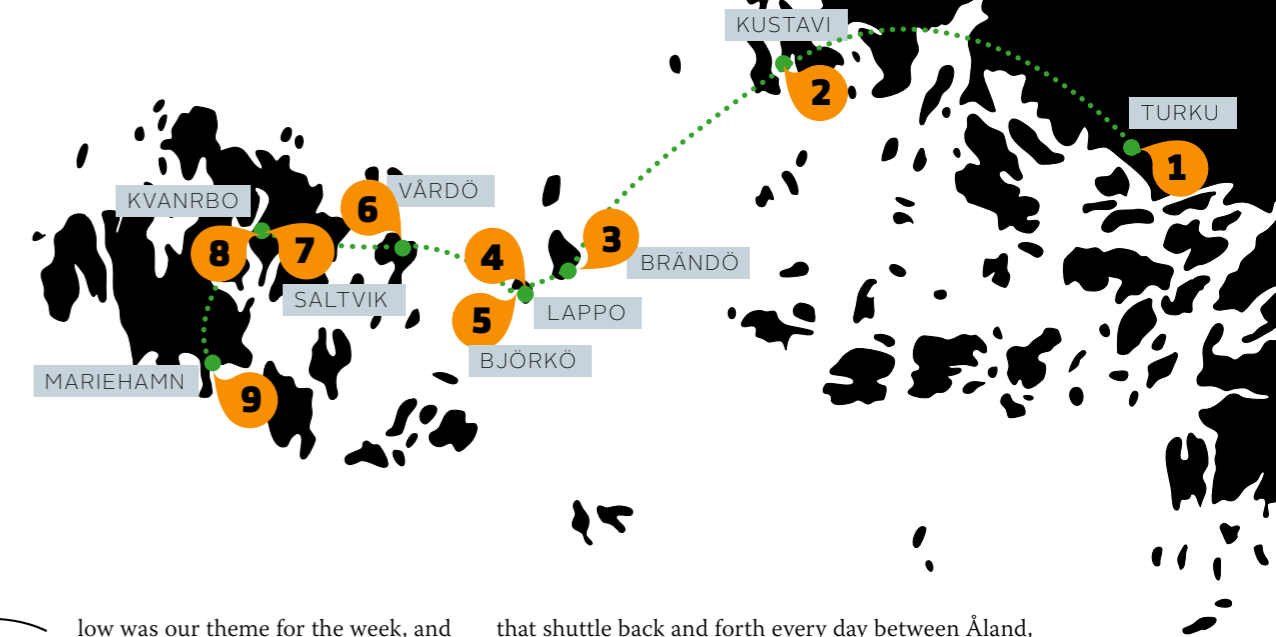 KUSTAVI
2
TURKU
1
VÅRDÖ
6
KVANRBO
8
7
SALTVIK
4
3
BRÄNDÖ
5
LAPPO
BJÖRKÖ
MARIEHAMN
9
low was our theme for the week, and
that shuttle back and forth every day between Åland,